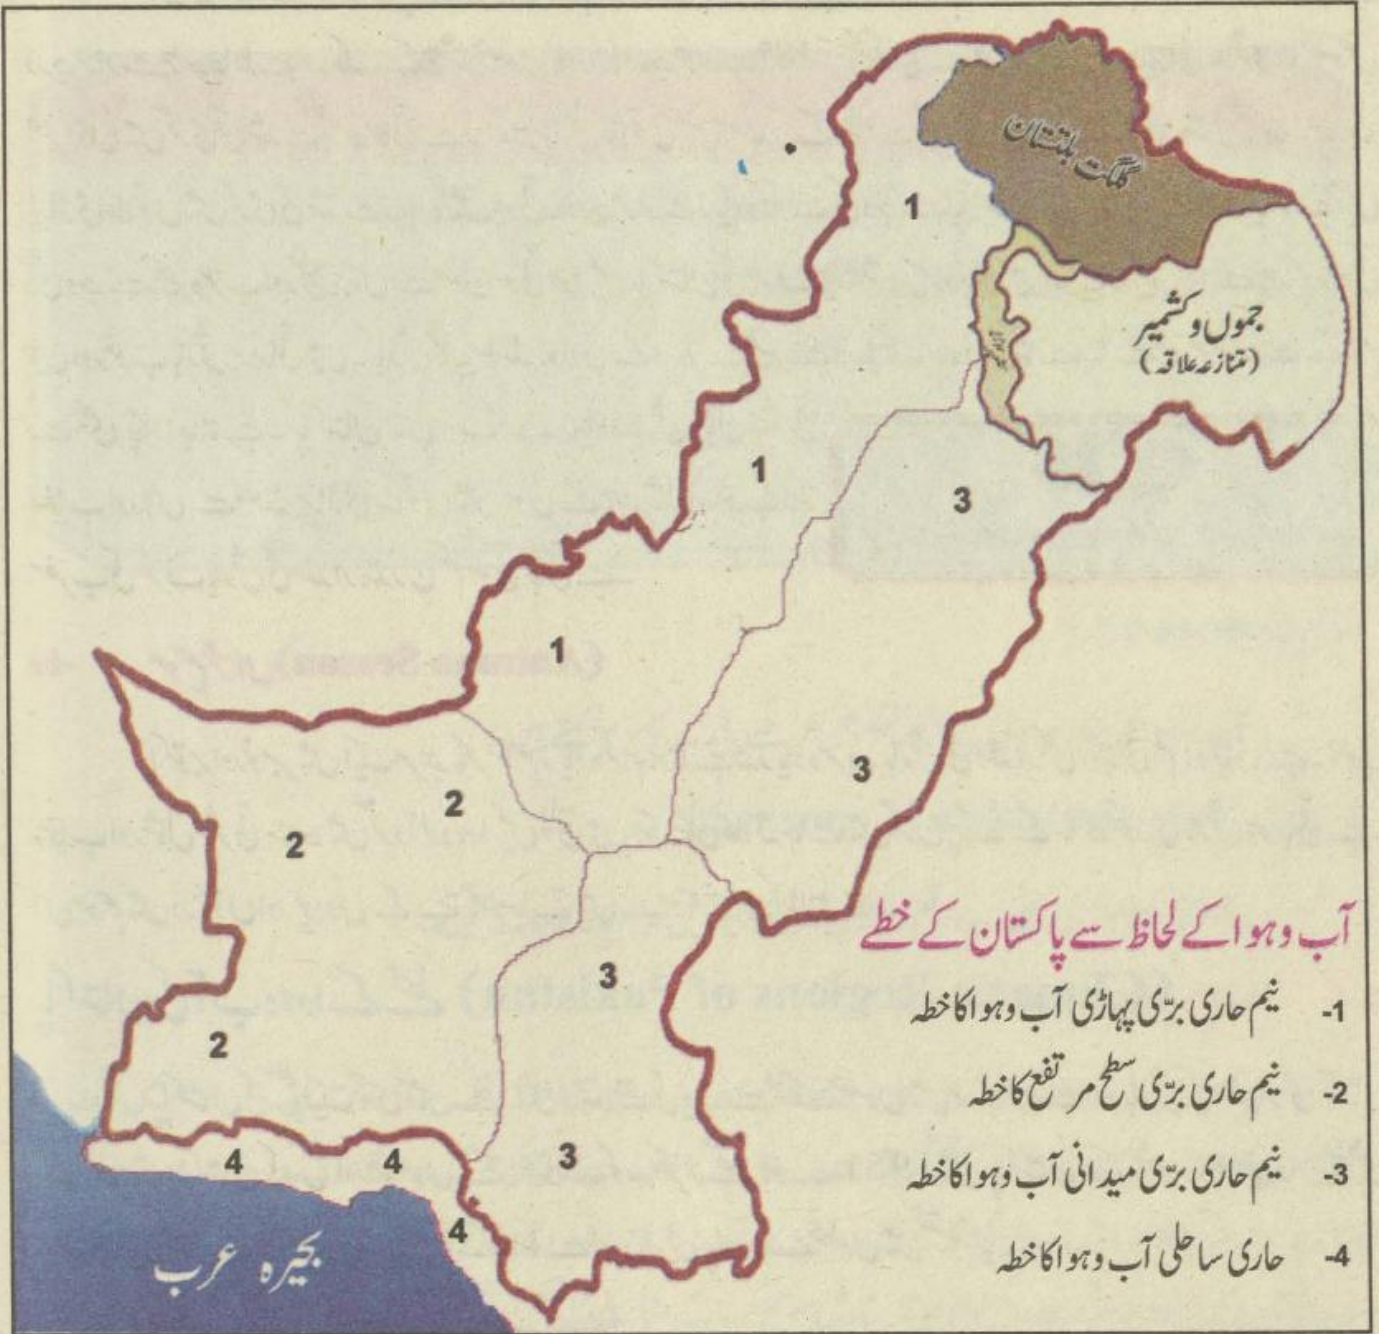 گلگت بلتستان
1
جموں و کشمیر
(متنازعہ علاقہ)
1
3
1
3
2
2
3
2
3
4
4
4
بحیرہ عرب
آب و ہوا کے لحاظ سے پاکستان کے خطے
1- نیم حاری برّی پہاڑی آب و ہوا کا خطہ
2- نیم حاری برّی سطح مرتفع کا خطہ
3- نیم حاری برّی میدانی آب و ہوا کا خطہ
4- حاری ساحلی آب و ہوا کا خطہ